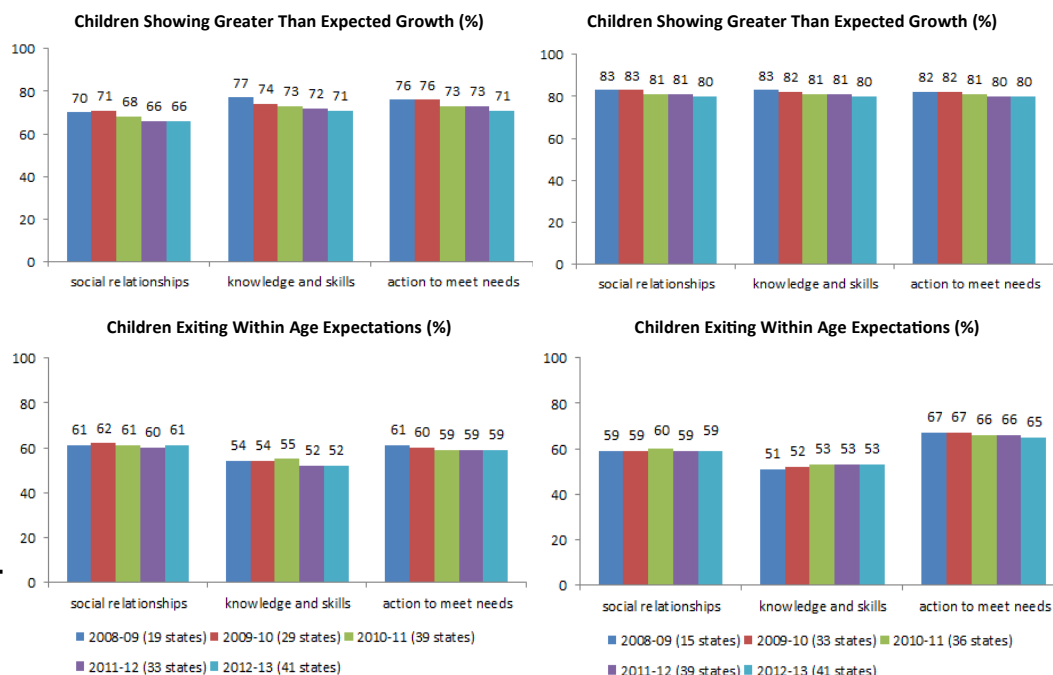 Children Showing Greater Than Expected Growth (%)
100
80
60
40
20
0
70 71 68 66 66
77 74 73 72 71
76 76 73 73 71
social relationships knowledge and skills action to meet needs
Children Showing Greater Than Expected Growth (%)
100
80
60
40
20
0
83 83 81 81 80
83 82 81 81 80
82 82 81 80 80
social relationships knowledge and skills action to meet needs
Children Exiting Within Age Expectations (%)
100
80
60
40
20
0
61 62 61 60 61
54 54 55 52 52
61 60 59 59 59
social relationships knowledge and skills action to meet needs
2008-09 (19 states) 2009-10 (29 states) 2010-11 (39 states)
2011-12 (33 states) 2012-13 (41 states)
Children Exiting Within Age Expectations (%)
100
80
60
40
20
0
59 59 60 59 59
51 52 53 53 53
67 67 66 66 65
social relationships knowledge and skills action to meet needs
2008-09 (15 states) 2009-10 (33 states) 2010-11 (36 states)
2011-12 (39 states) 2012-13 (41 states)